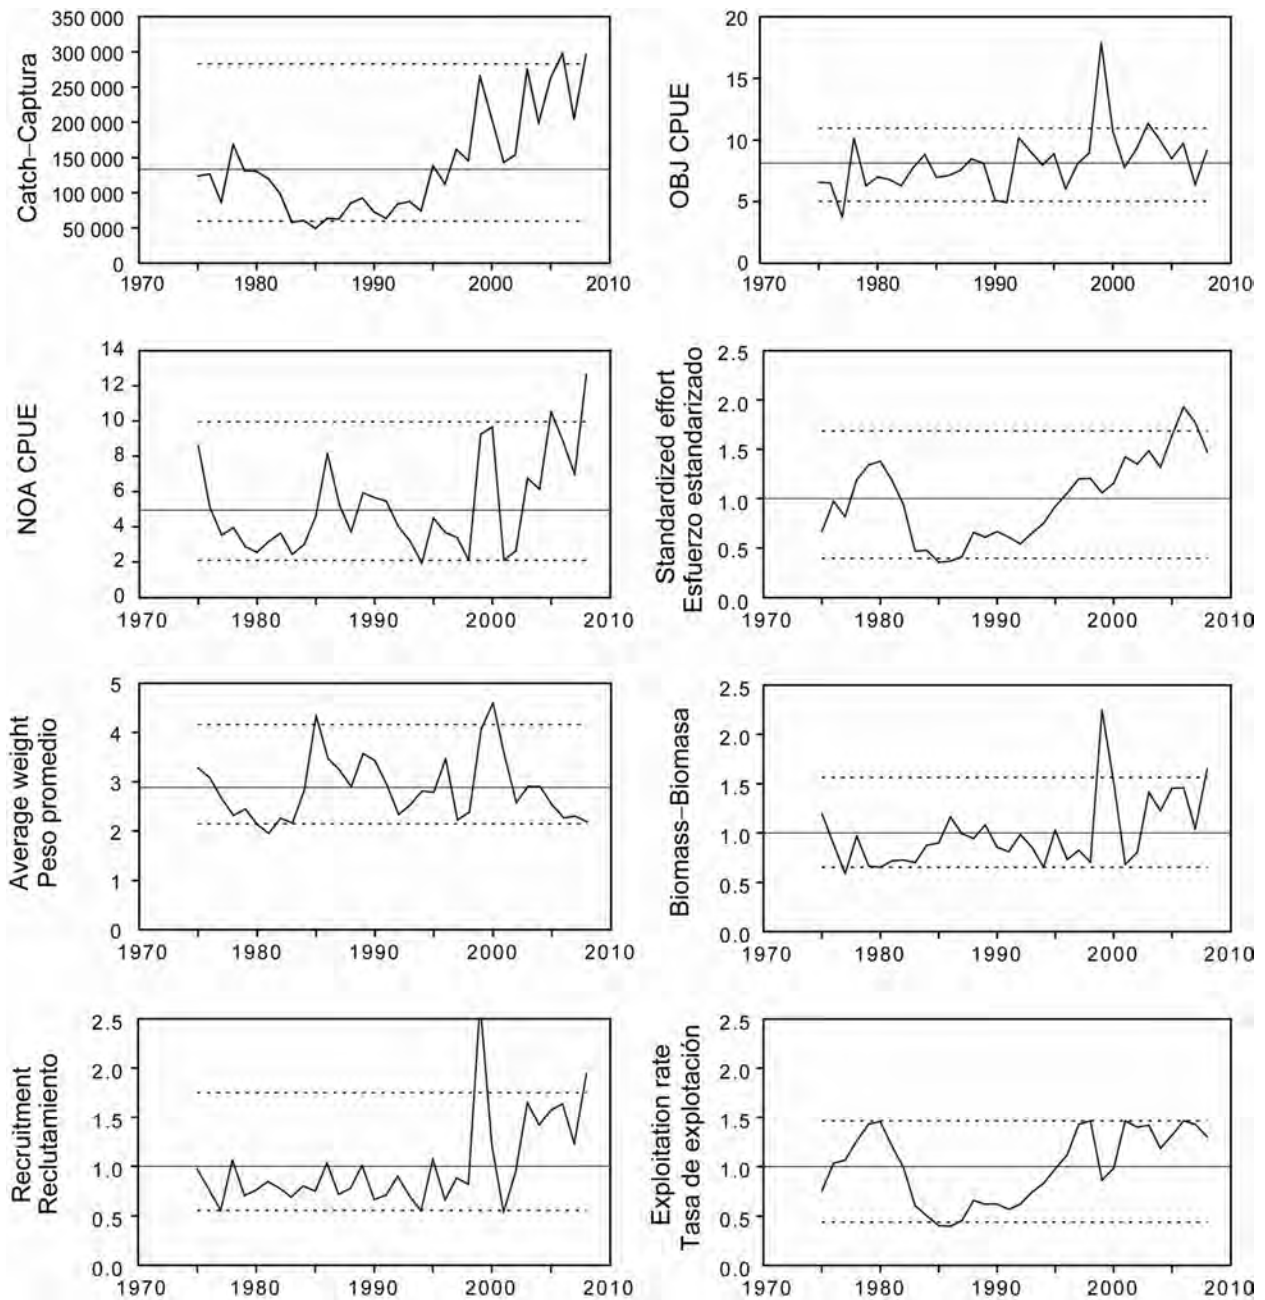 Catch–Captura
350 000
300 000
250 000
200 000
150 000
100 000
50 000
0
1970 1980 1990 2000 2010
OBJ CPUE
20
15
10
5
0
1970 1980 1990 2000 2010
NOA CPUE
14
12
10
8
6
4
2
0
1970 1980 1990 2000 2010
Standardized effort
Esfuerzo estandarizado
2.5
2.0
1.5
1.0
0.5
0.0
1970 1980 1990 2000 2010
Average weight
Peso promedio
5
4
3
2
1
0
1970 1980 1990 2000 2010
Biomass–Biomasa
2.5
2.0
1.5
1.0
0.5
0.0
1970 1980 1990 2000 2010
Recruitment
Reclutamiento
2.5
2.0
1.5
1.0
0.5
0.0
1970 1980 1990 2000 2010
Exploitation rate
Tasa de explotación
2.5
2.0
1.5
1.0
0.5
0.0
1970 1980 1990 2000 2010